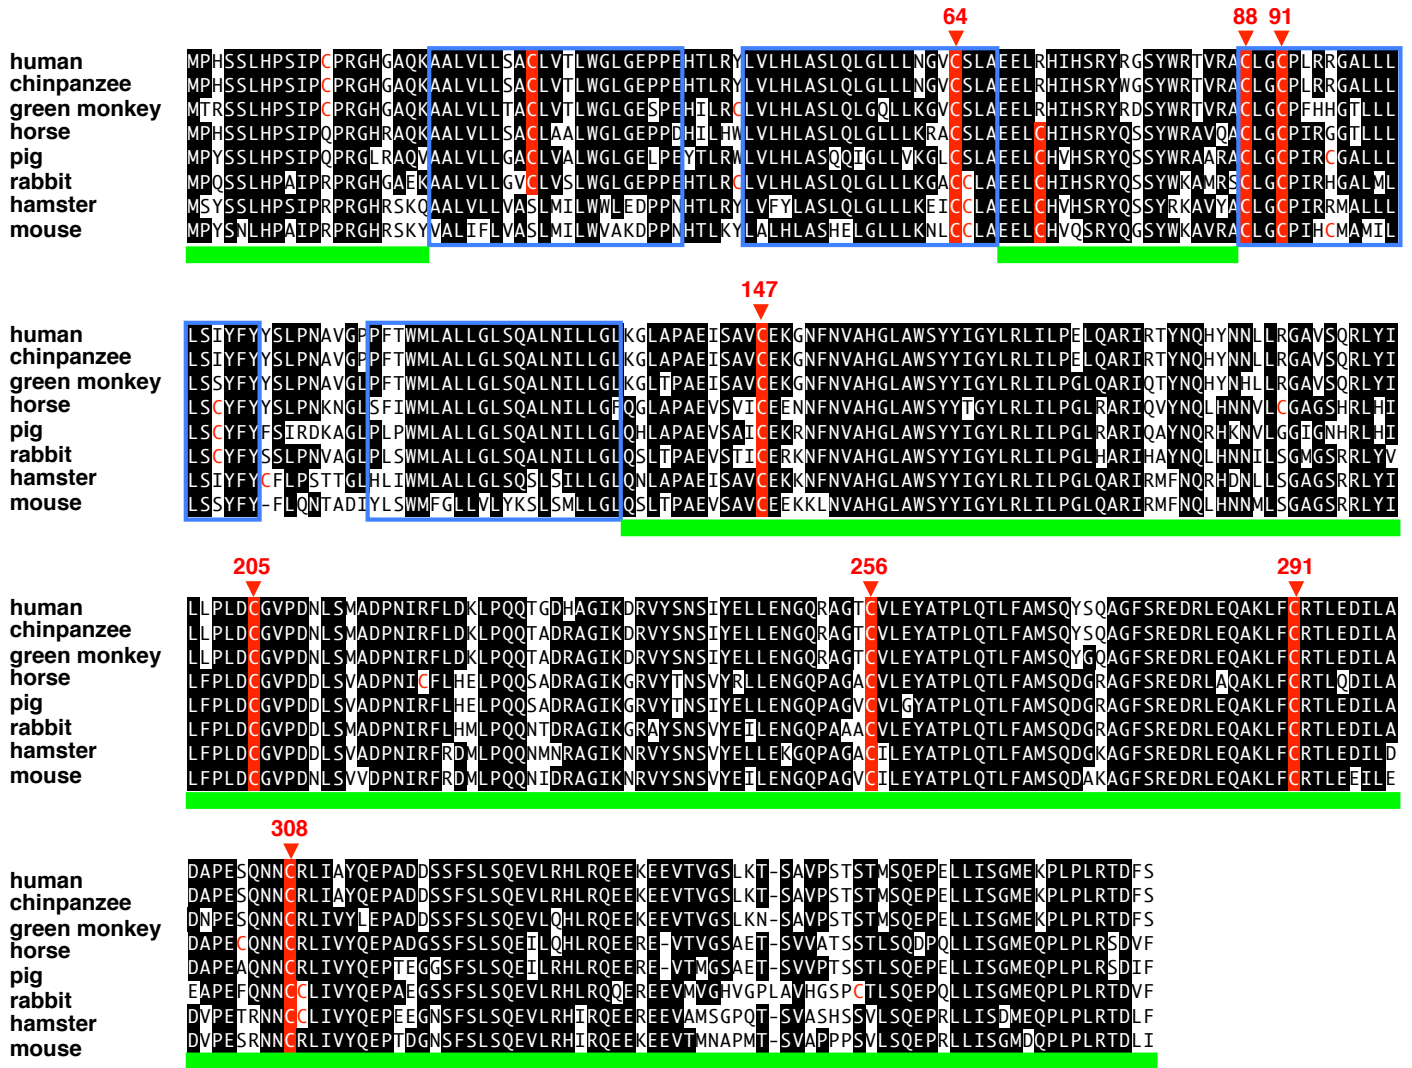 64 88 91
human MPHSSLHPSIPCPRGHGAQKAALVLLSACLVTLWGLGEPPEHTLRYLVLHLASLQLGLLLNGVCSLAEELRHIHSRYRGSYWRTVRACLGCPLRRGALLL
chinpanzee MPHSSLHPSIPCPRGHGAQKAALVLLSACLVTLWGLGEPPEHTLRYLVLHLASLQLGLLLNGVCSLAEELRHIHSRYWGSYWRTVRACLGCPLRRGALLL
green monkey MTRSSLHPSIPCPRGHGAQKAALVLLTACLVTLWGLGESPEHILRCLVLHLASLQLGQLLKGVCSLAEELRHIHSRYRDSYWRTVRACLGCPFHHGTLLL
horse MPHSSLHPSIPQPRGHRAQKAALVLLSACLAALWGLGEPPDHILHWLVLHLASLQLGLLLKRACSLAEELCHIHSRYQSSYWRAVQACLGCPIRGGTLLL
pig MPYSSLHPSIPQPRGLRAQVAALVLLGACLVALWGLGELPEYTLRWLVLHLASQQIGLLVKGLCSLAEELCHVHSRYQSSYWRAARACLGCPIRCGALLL
rabbit MPQSSLHPAIPRPRGHGAEKAALVLLGVCLVSLWGLGEPPEHTLRCLVLHLASLQLGLLLKGACCLAEELCHIHSRYQSSYWKAMRSCLGCPIRHGALML
hamster MSYSSLHPSIPRPRGHRSKQAALVLLVASLMILWWLEDPPNHTLRYLVFYLASLQLGLLLKEICCLAEELCHVHSRYQSSYRKAVYACLGCPIRRMALLL
mouse MPYSNLHPAIPRPRGHRSKYVALIFLVASLMILWVAKDPPNHTLKYLALHLASHELGLLLKNLCCLAEELCHVQSRYQGSYWKAVRACLGCPIHCMAMIL
147
human LSIYFYYSLPNAVGPPFTWMLALLGLSQALNILLGLKGLAPAEISAVCEKGNFNVAHGLAWSYYIGYLRLILPELQARIRTYNQHYNNLLRGAVSQRLYI
chinpanzee LSIYFYYSLPNAVGPPFTWMLALLGLSQALNILLGLKGLAPAEISAVCEKGNFNVAHGLAWSYYIGYLRLILPELQARIRTYNQHYNNLLRGAVSQRLYI
green monkey LSSYFYYSLPNAVGLPFTWMLALLGLSQALNILLGLKGLTPAEISAVCEKGNFNVAHGLAWSYYIGYLRLILPGLQARIQTYNQHYNHLLRGAVSQRLYI
horse LSCYFYYSLPNKNGLSFIWMLALLGLSQALNILLGFQGLAPAEVSVICEENNFNVAHGLAWSYYTGYLRLILPGLRARIQVYNQLHNNVLCGAGSHRLHI
pig LSCYFYFSIRDKAGLPLPWMLALLGLSQALNILLGLQHLAPAEVSAICEKRNFNVAHGLAWSYYIGYLRLILPGLRARIQAYNQRHKNVLGGIGNHRLHI
rabbit LSCYFYSSLPNVAGLPLSWMLALLGLSQALNILLGLQSLTPAEVSTICERKNFNVAHGLAWSYYIGYLRLILPGLHARIHAYNQLHNNILSGMGSRRLYV
hamster LSIYFYCFLPSTTGLHLIWMLALLGLSQSLSILLGLQNLAPAEISAVCEKKNFNVAHGLAWSYYIGYLRLILPGLQARIRMFNQRHDNLLSGAGSRRLYI
mouse LSSYFY-FLQNTADIYLSWMFGLLVLYKSLSMLLGLQSLTPAEVSAVCEEKKLNVAHGLAWSYYIGYLRLILPGLQARIRMFNQLHNNMLSGAGSRRLYI
205 256 291
human LLPLDCGVPDNLSMADPNIRFLDKLPQQTGDHAGIKDRVYSNSIYELLENGQRAGTCVLEYATPLQTLFAMSQYSQAGFSREDRLEQAKLFCRTLEDILA
chinpanzee LLPLDCGVPDNLSMADPNIRFLDKLPQQTADRAGIKDRVYSNSIYELLENGQRAGTCVLEYATPLQTLFAMSQYSQAGFSREDRLEQAKLFCRTLEDILA
green monkey LLPLDCGVPDNLSMADPNIRFLDKLPQQTADRAGIKDRVYSNSIYELLENGQRAGTCVLEYATPLQTLFAMSQYGQAGFSREDRLEQAKLFCRTLEDILA
horse LFPLDCGVPDDLSVADPNICFLHELPQQSADRAGIKGRVYTNSVYRLLENGQPAGACVLEYATPLQTLFAMSQDGRAGFSREDRLAQAKLFCRTLQDILA
pig LFPLDCGVPDDLSVADPNIRFLHELPQQSADRAGIKGRVYTNSIYELLENGQPAGVCVLGYATPLQTLFAMSQDGRAGFSREDRLEQAKLFCRTLEDILA
rabbit LFPLDCGVPDDLSMADPNIRFLHMLPQQNTDRAGIKGRAYSNSVYEILENGQPAAACVLEYATPLQTLFAMSQDGRAGFSREDRLEQAKLFCRTLEDILA
hamster LFPLDCGVPDDLSVADPNIRFRDMLPQQNMNRAGIKNRVYSNSVYELLEKGQPAGACILEYATPLQTLFAMSQDGKAGFSREDRLEQAKLFCRTLEDILD
mouse LFPLDCGVPDNLSVVDPNIRFRDMLPQQNIDRAGIKNRVYSNSVYEILENGQPAGVCILEYATPLQTLFAMSQDAKAGFSREDRLEQAKLFCRTLEEILE
308
human DAPESQNNCRLIAYQEPADDSSFSLSQEVLRHLRQEEKEEVTVGSLKT-SAVPSTSTMSQEPELLISGMEKPLPLRTDFS
chinpanzee DAPESQNNCRLIAYQEPADDSSFSLSQEVLRHLRQEEKEEVTVGSLKT-SAVPSTSTMSQEPELLISGMEKPLPLRTDFS
green monkey DNPESQNNCRLIVYLEPADDSSFSLSQEVLQHLRQEEKEEVTVGSLKN-SAVPSTSTMSQEPELLISGMEKPLPLRTDFS
horse DAPECQNNCRLIVYQEPADGSSFSLSQEILQHLRQEERE-VTVGSAET-SVVATSSTLSQDPQLLISGMEQPLPLRSDVF
pig DAPEAQNNCRLIVYQEPTEGGSFSLSQEILRHLRQEERE-VTMGSAET-SVVPTSSTLSQEPELLISGMEQPLPLRSDIF
rabbit EAPEFQNNCCLIVYQEPAEGSSFSLSQEVLRHLRQQEREEVMVGHVGPLAVHGSPCTLSQEPQLLISGMEQPLPLRTDVF
hamster DVPETRNNCCLIVYQEPEEGNSFSLSQEVLRHIRQEEREEVAMSGPQT-SVASHSSVLSQEPRLLISDMEQPLPLRTDLF
mouse DVPESRNNCRLIVYQEPTDGNSFSLSQEVLRHIRQEEKEEVTMNAPMT-SVAPPPSVLSQEPRLLISGMDQPLPLRTDLI